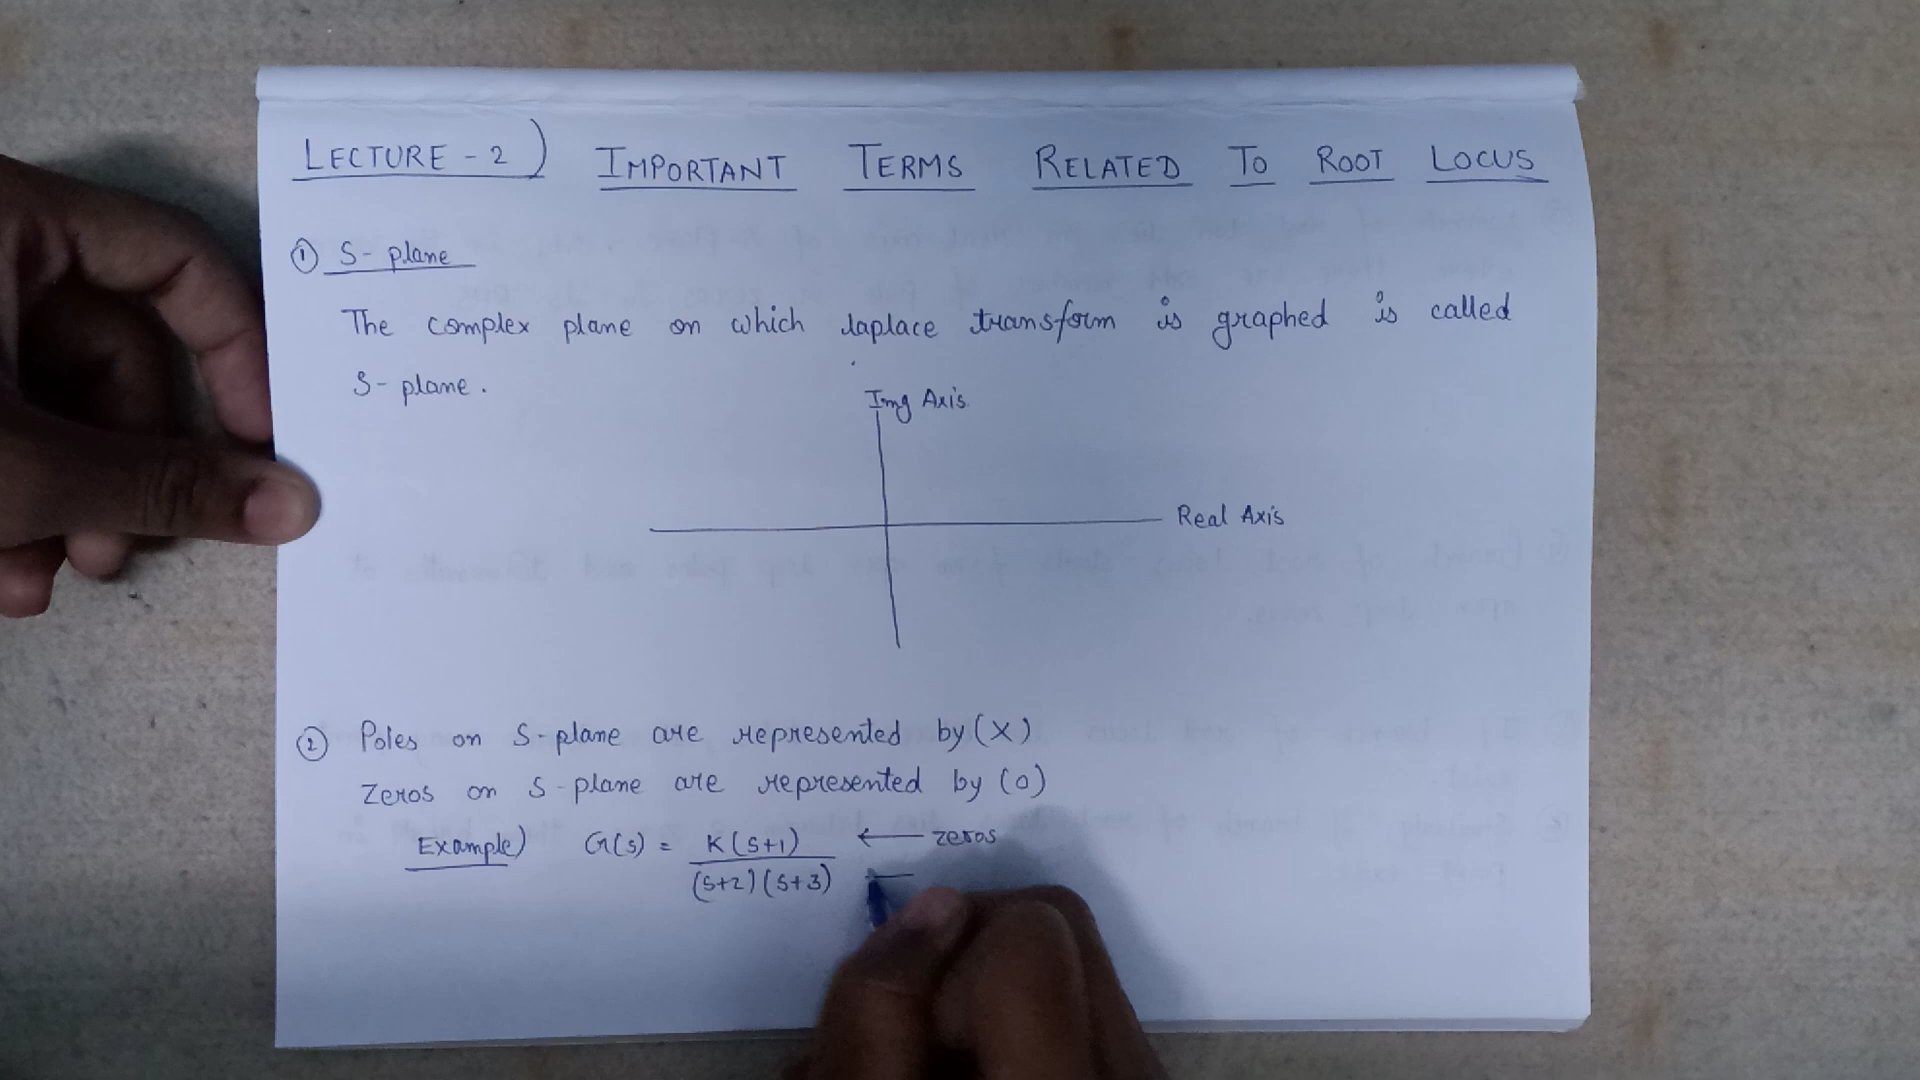 LECTURE - 2) IMPORTANT TERMS RELATED TO ROOT LOCUS
① S-plane
The complex plane on which laplace transform is graphed is called
S-plane.
Img Axis
Real Axis
② Poles on S-plane are represented by (X)
Zeros on S-plane are represented by (0)
Example) G(s) = K(s+1) ← zeros
(s+2)(s+3) ←